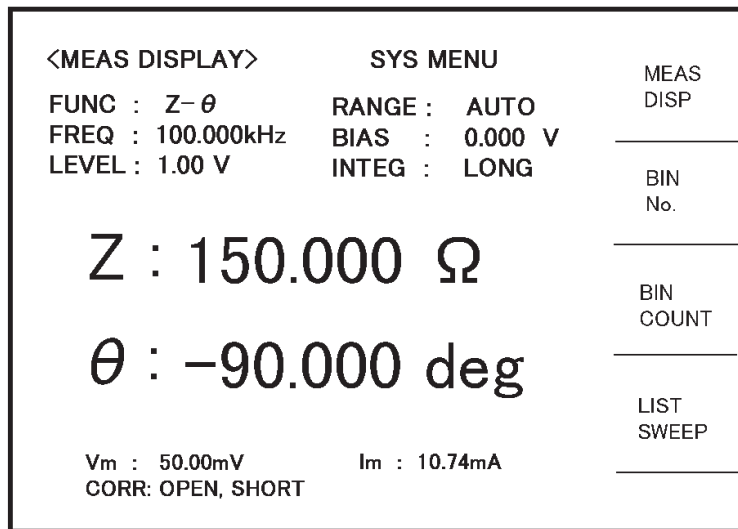 <MEAS DISPLAY> SYS MENU
FUNC : Z-θ RANGE : AUTO
FREQ : 100.000kHz BIAS : 0.000 V
LEVEL : 1.00 V INTEG : LONG
Z : 150.000 Ω
θ : -90.000 deg
Vm : 50.00mV Im : 10.74mA
CORR: OPEN, SHORT
MEAS
DISP
BIN
No.
BIN
COUNT
LIST
SWEEP